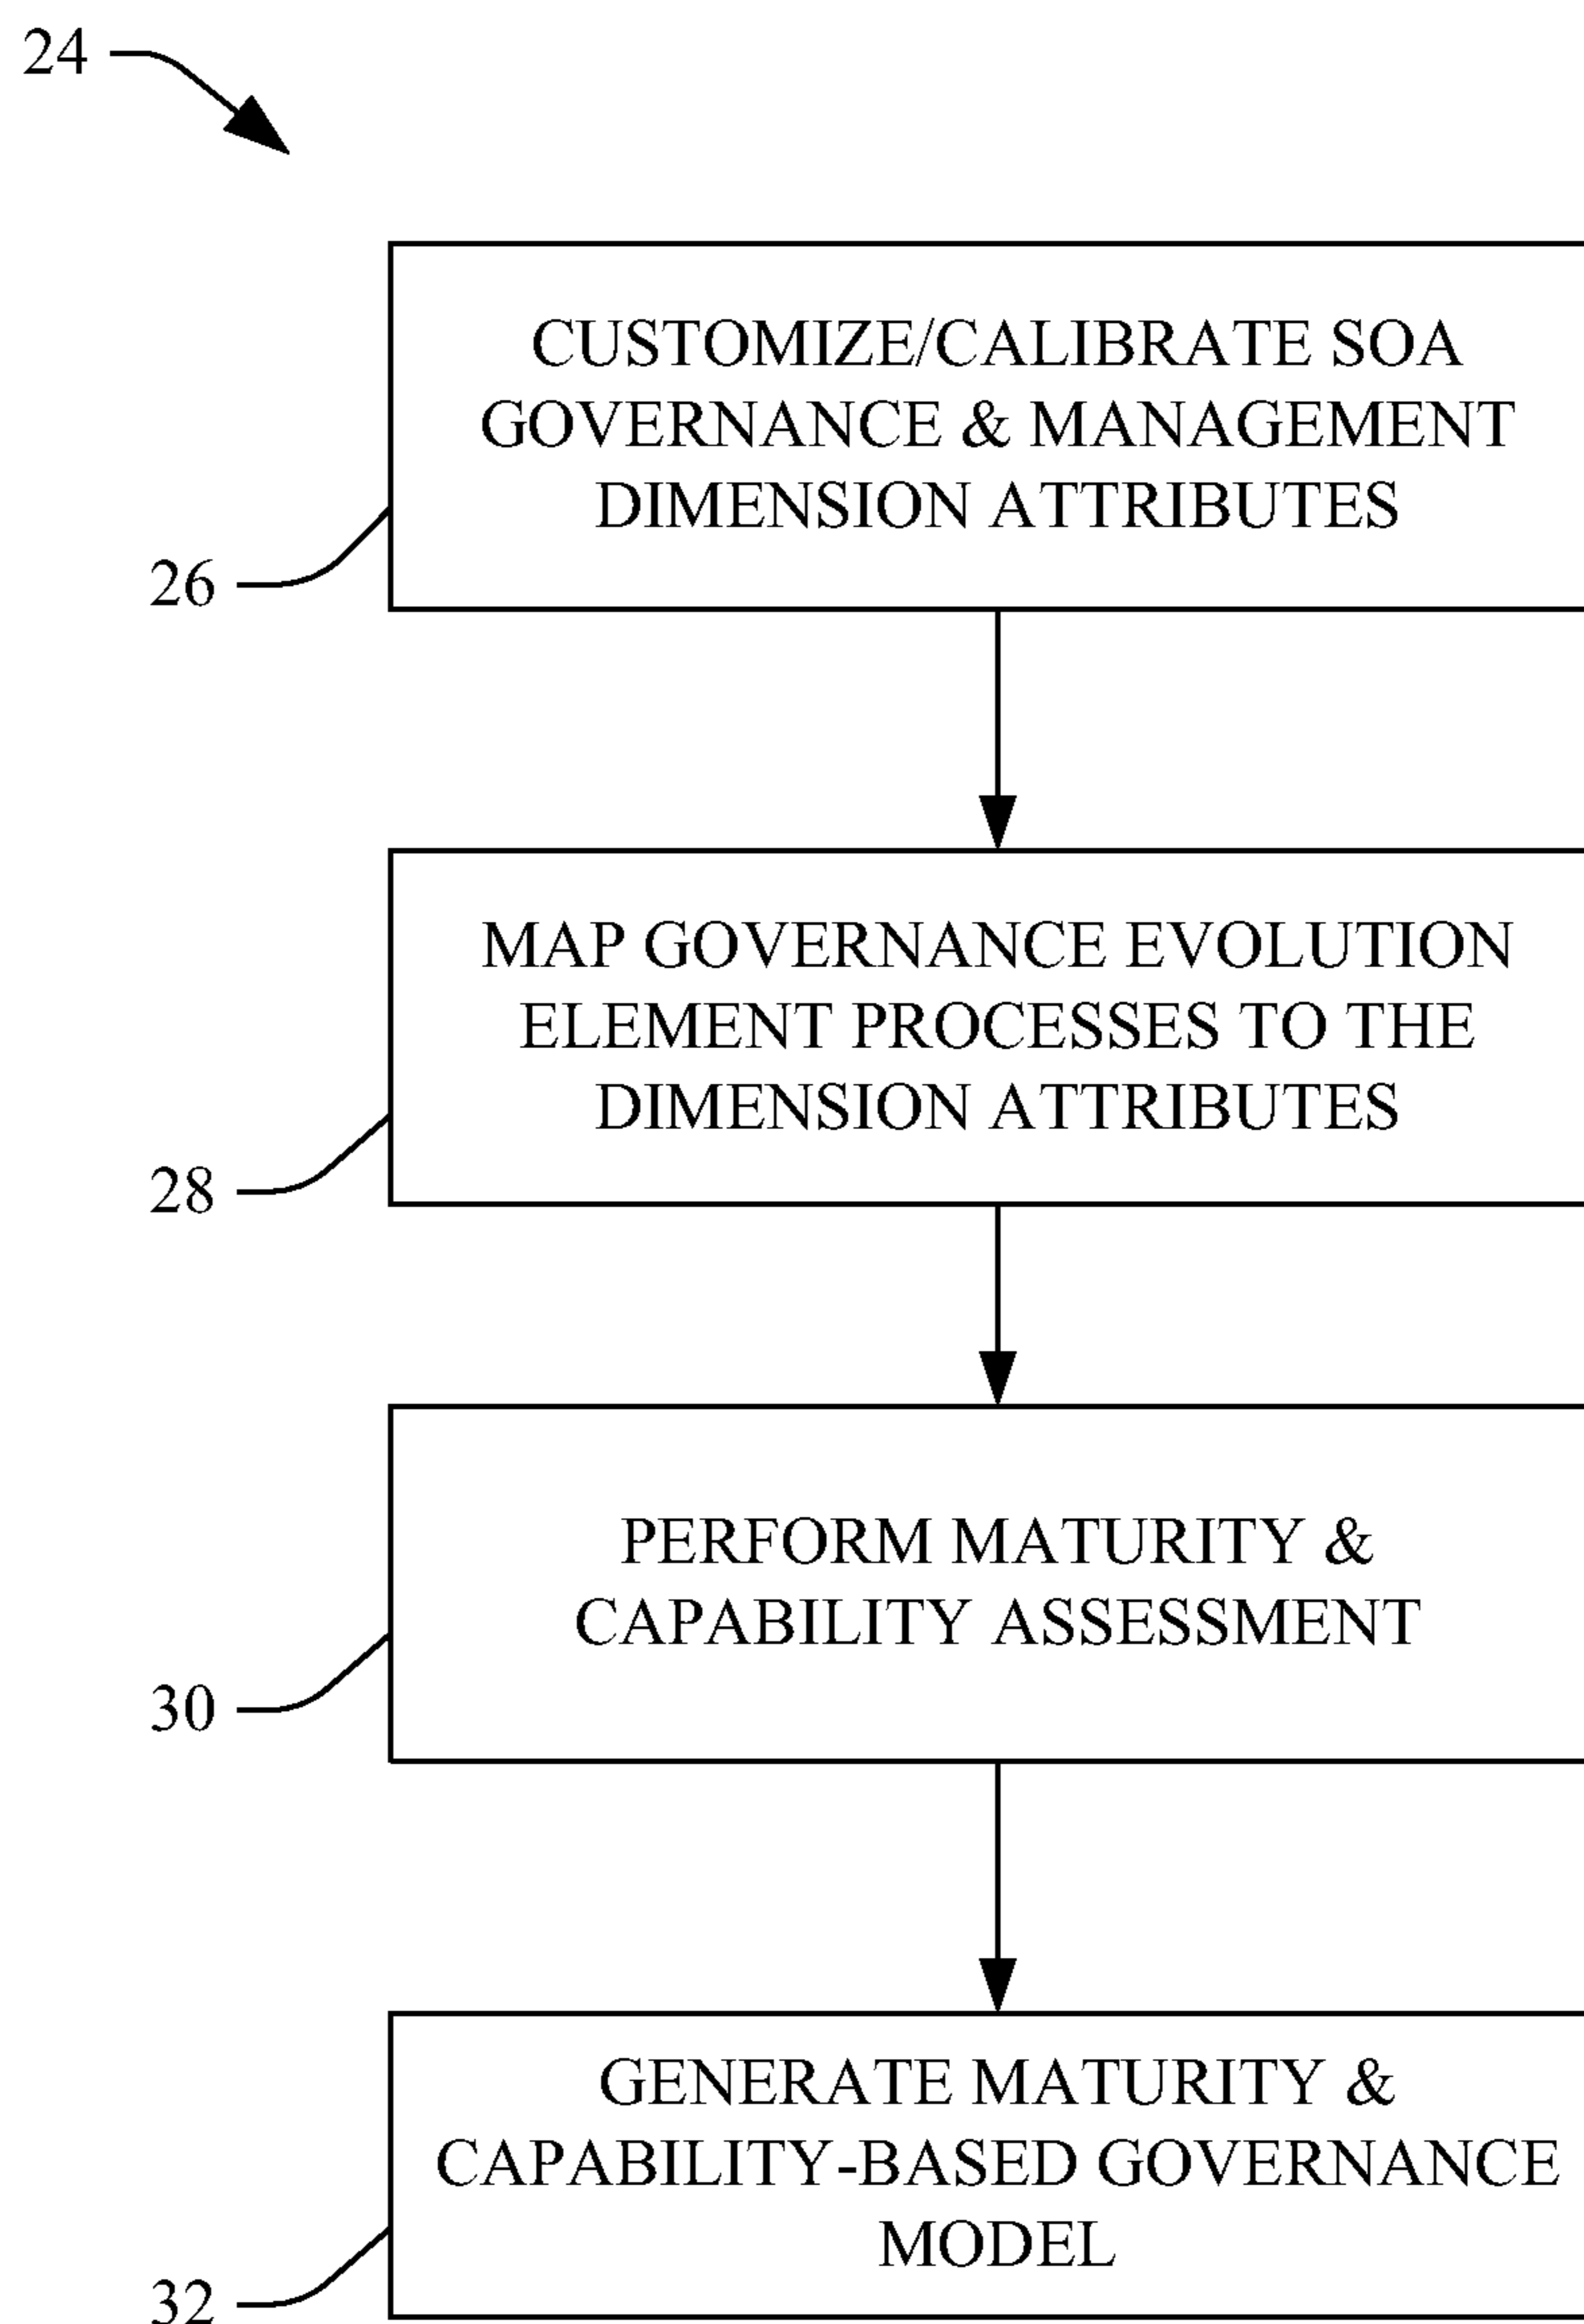 24
CUSTOMIZE/CALIBRATE SOA
GOVERNANCE & MANAGEMENT
DIMENSION ATTRIBUTES
26
MAP GOVERNANCE EVOLUTION
ELEMENT PROCESSES TO THE
DIMENSION ATTRIBUTES
28
PERFORM MATURITY &
CAPABILITY ASSESSMENT
30
GENERATE MATURITY &
CAPABILITY-BASED GOVERNANCE
MODEL
32